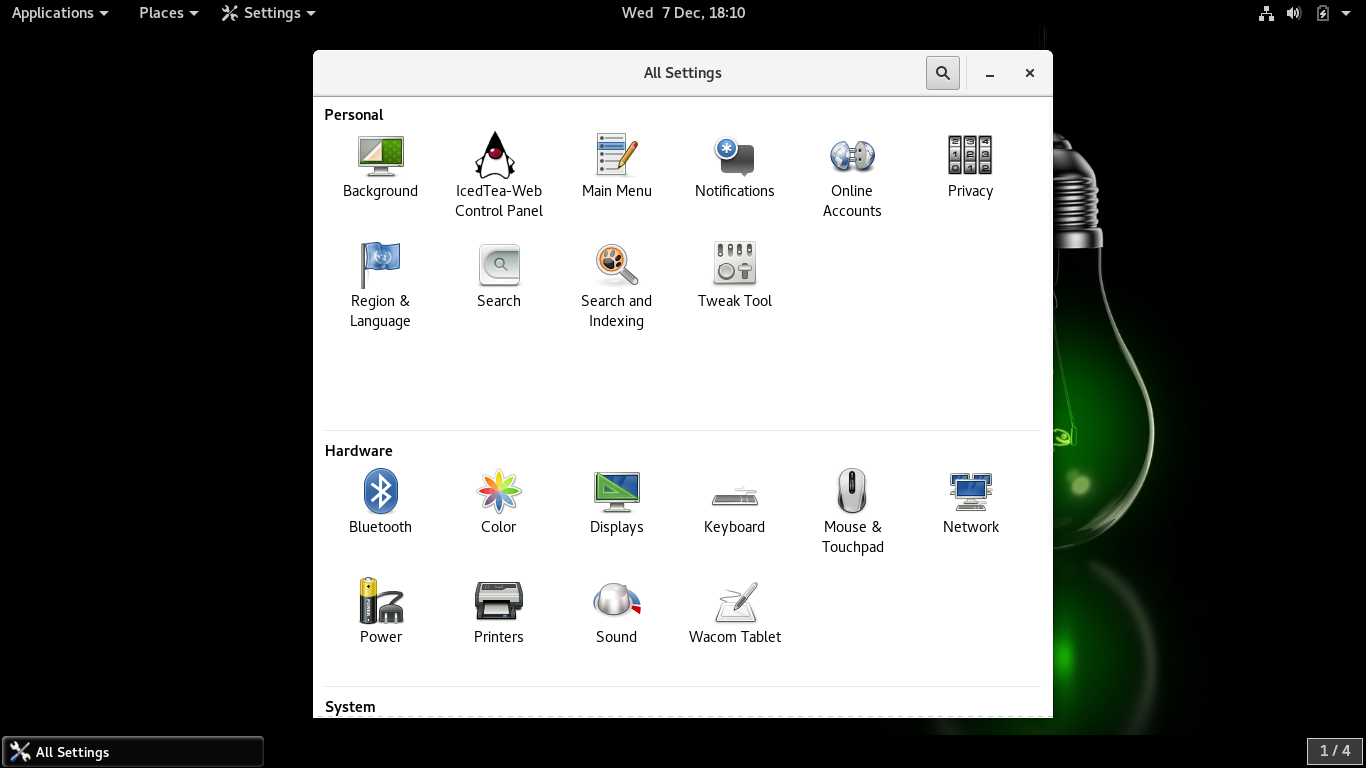 Applications Places Settings Wed 7 Dec, 18:10
All Settings
Personal
Background IcedTea-Web Control Panel Main Menu Notifications Online Accounts Privacy
Region & Language Search Search and Indexing Tweak Tool
Hardware
Bluetooth Color Displays Keyboard Mouse & Touchpad Network
Power Printers Sound Wacom Tablet
System
All Settings 1 / 4